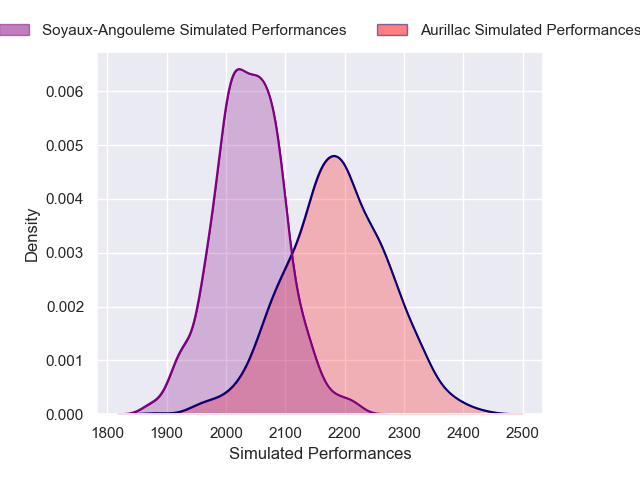 Soyaux-Angouleme Simulated Performances Aurillac Simulated Performances
0.006
0.005
0.004
0.003
0.002
0.001
0.000
Density
1800 1900 2000 2100 2200 2300 2400 2500
Simulated Performances